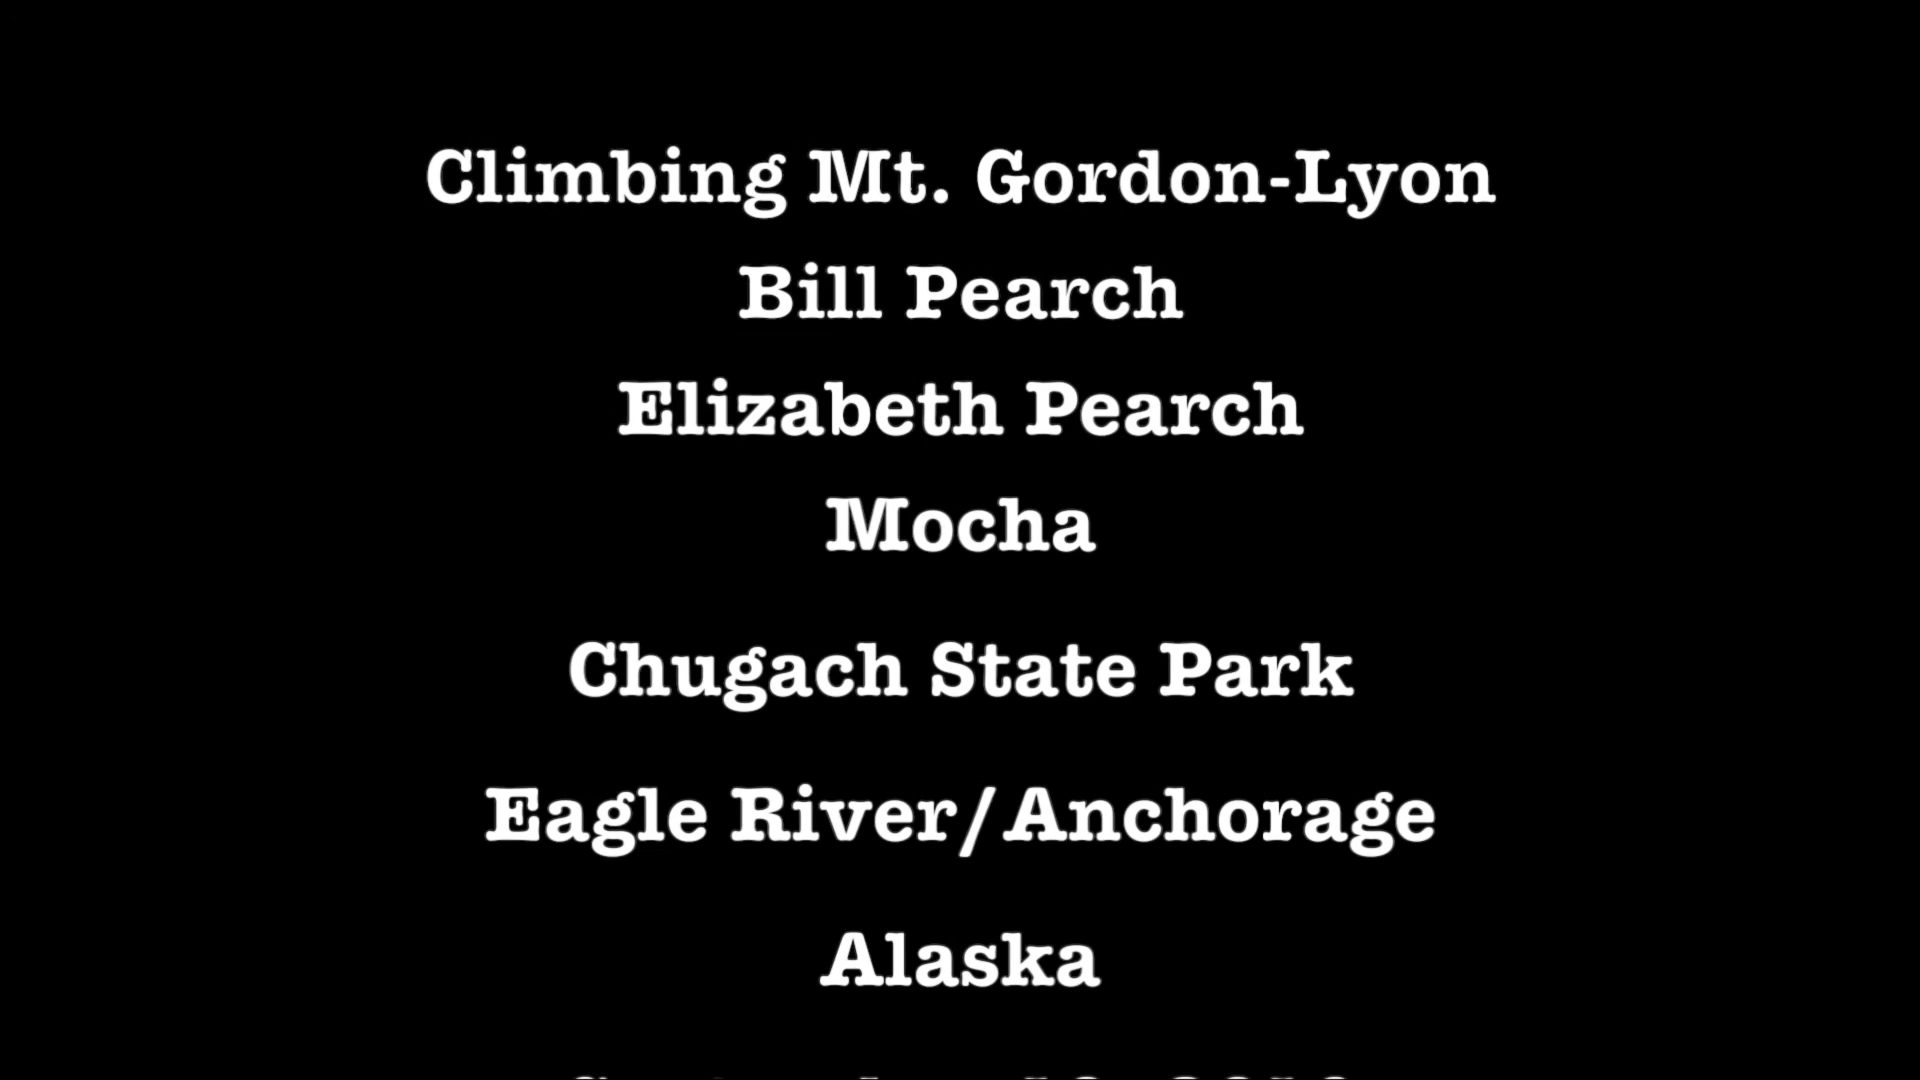 Climbing Mt. Gordon-Lyon
Bill Pearch
Elizabeth Pearch
Mocha
Chugach State Park
Eagle River/Anchorage
Alaska